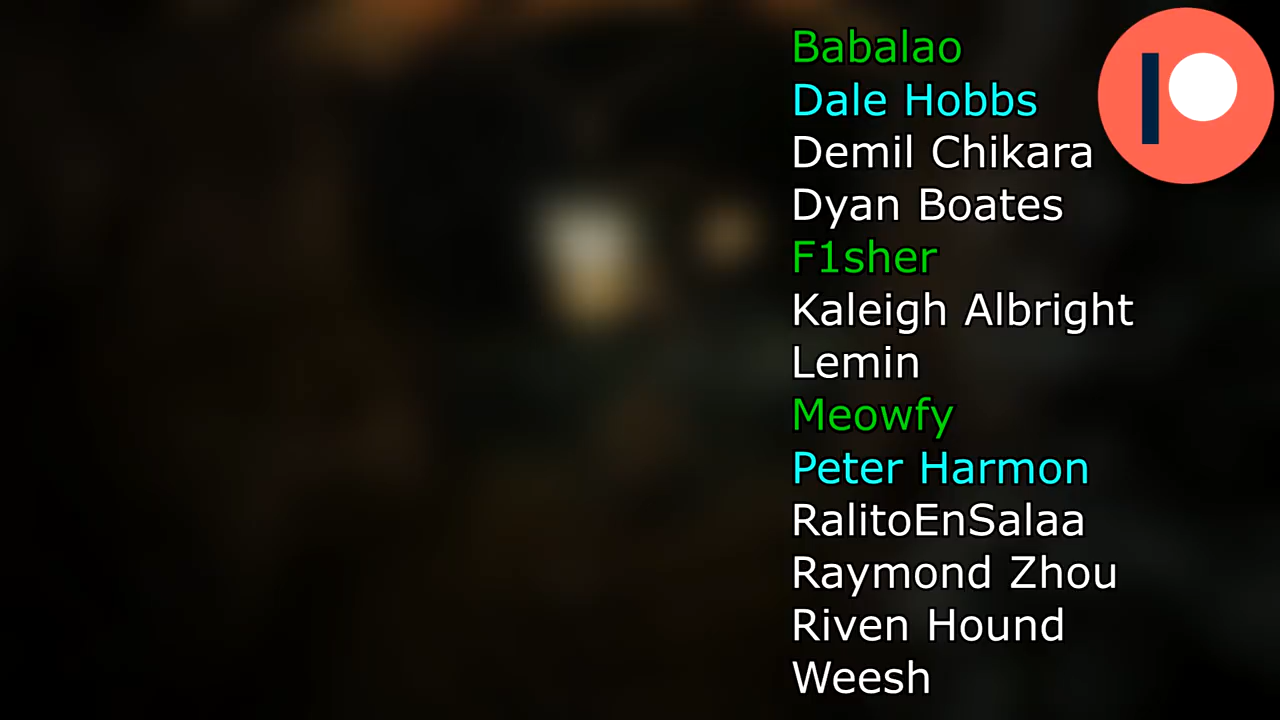 Babalao
Dale Hobbs
Demil Chikara
Dyan Boates
F1sher
Kaleigh Albright
Lemin
Meowfy
Peter Harmon
RalitoEnSalaa
Raymond Zhou
Riven Hound
Weesh